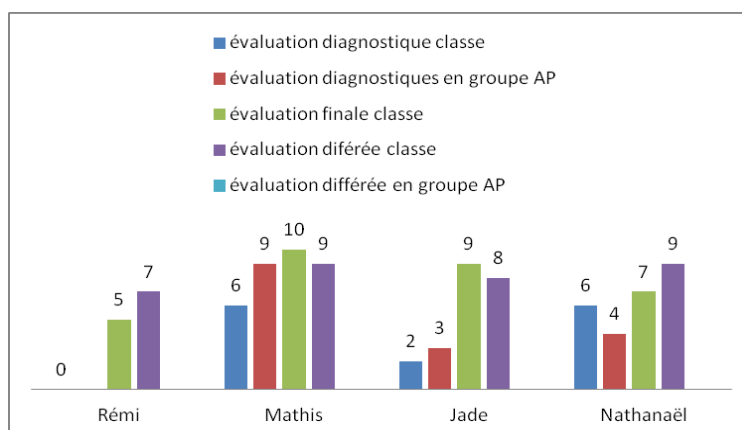 évaluation diagnostique classe
évaluation diagnostiques en groupe AP
évaluation finale classe
évaluation diférée classe
évaluation différée en groupe AP
0 5 7 6 9 10 9 2 3 9 8 6 4 7 9
Rémi Mathis Jade Nathanaël